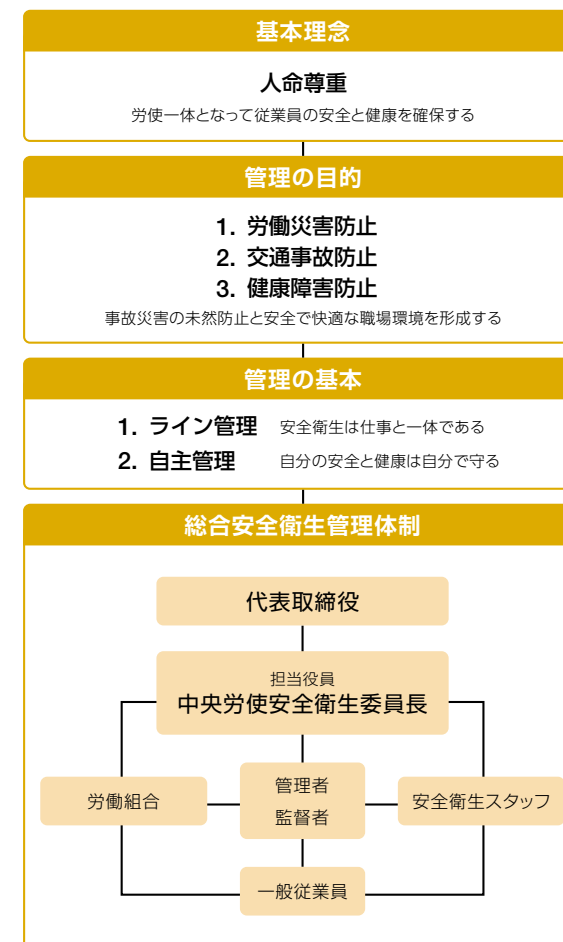 基本理念
人命尊重
労使一体となって従業員の安全と健康を確保する
管理の目的
1. 労働災害防止
2. 交通事故防止
3. 健康障害防止
事故災害の未然防止と安全で快適な職場環境を形成する
管理の基本
1. ライン管理 安全衛生は仕事と一体である
2. 自主管理 自分の安全と健康は自分で守る
総合安全衛生管理体制
代表取締役
担当役員
中央労使安全衛生委員長
労働組合
管理者
監督者
安全衛生スタッフ
一般従業員